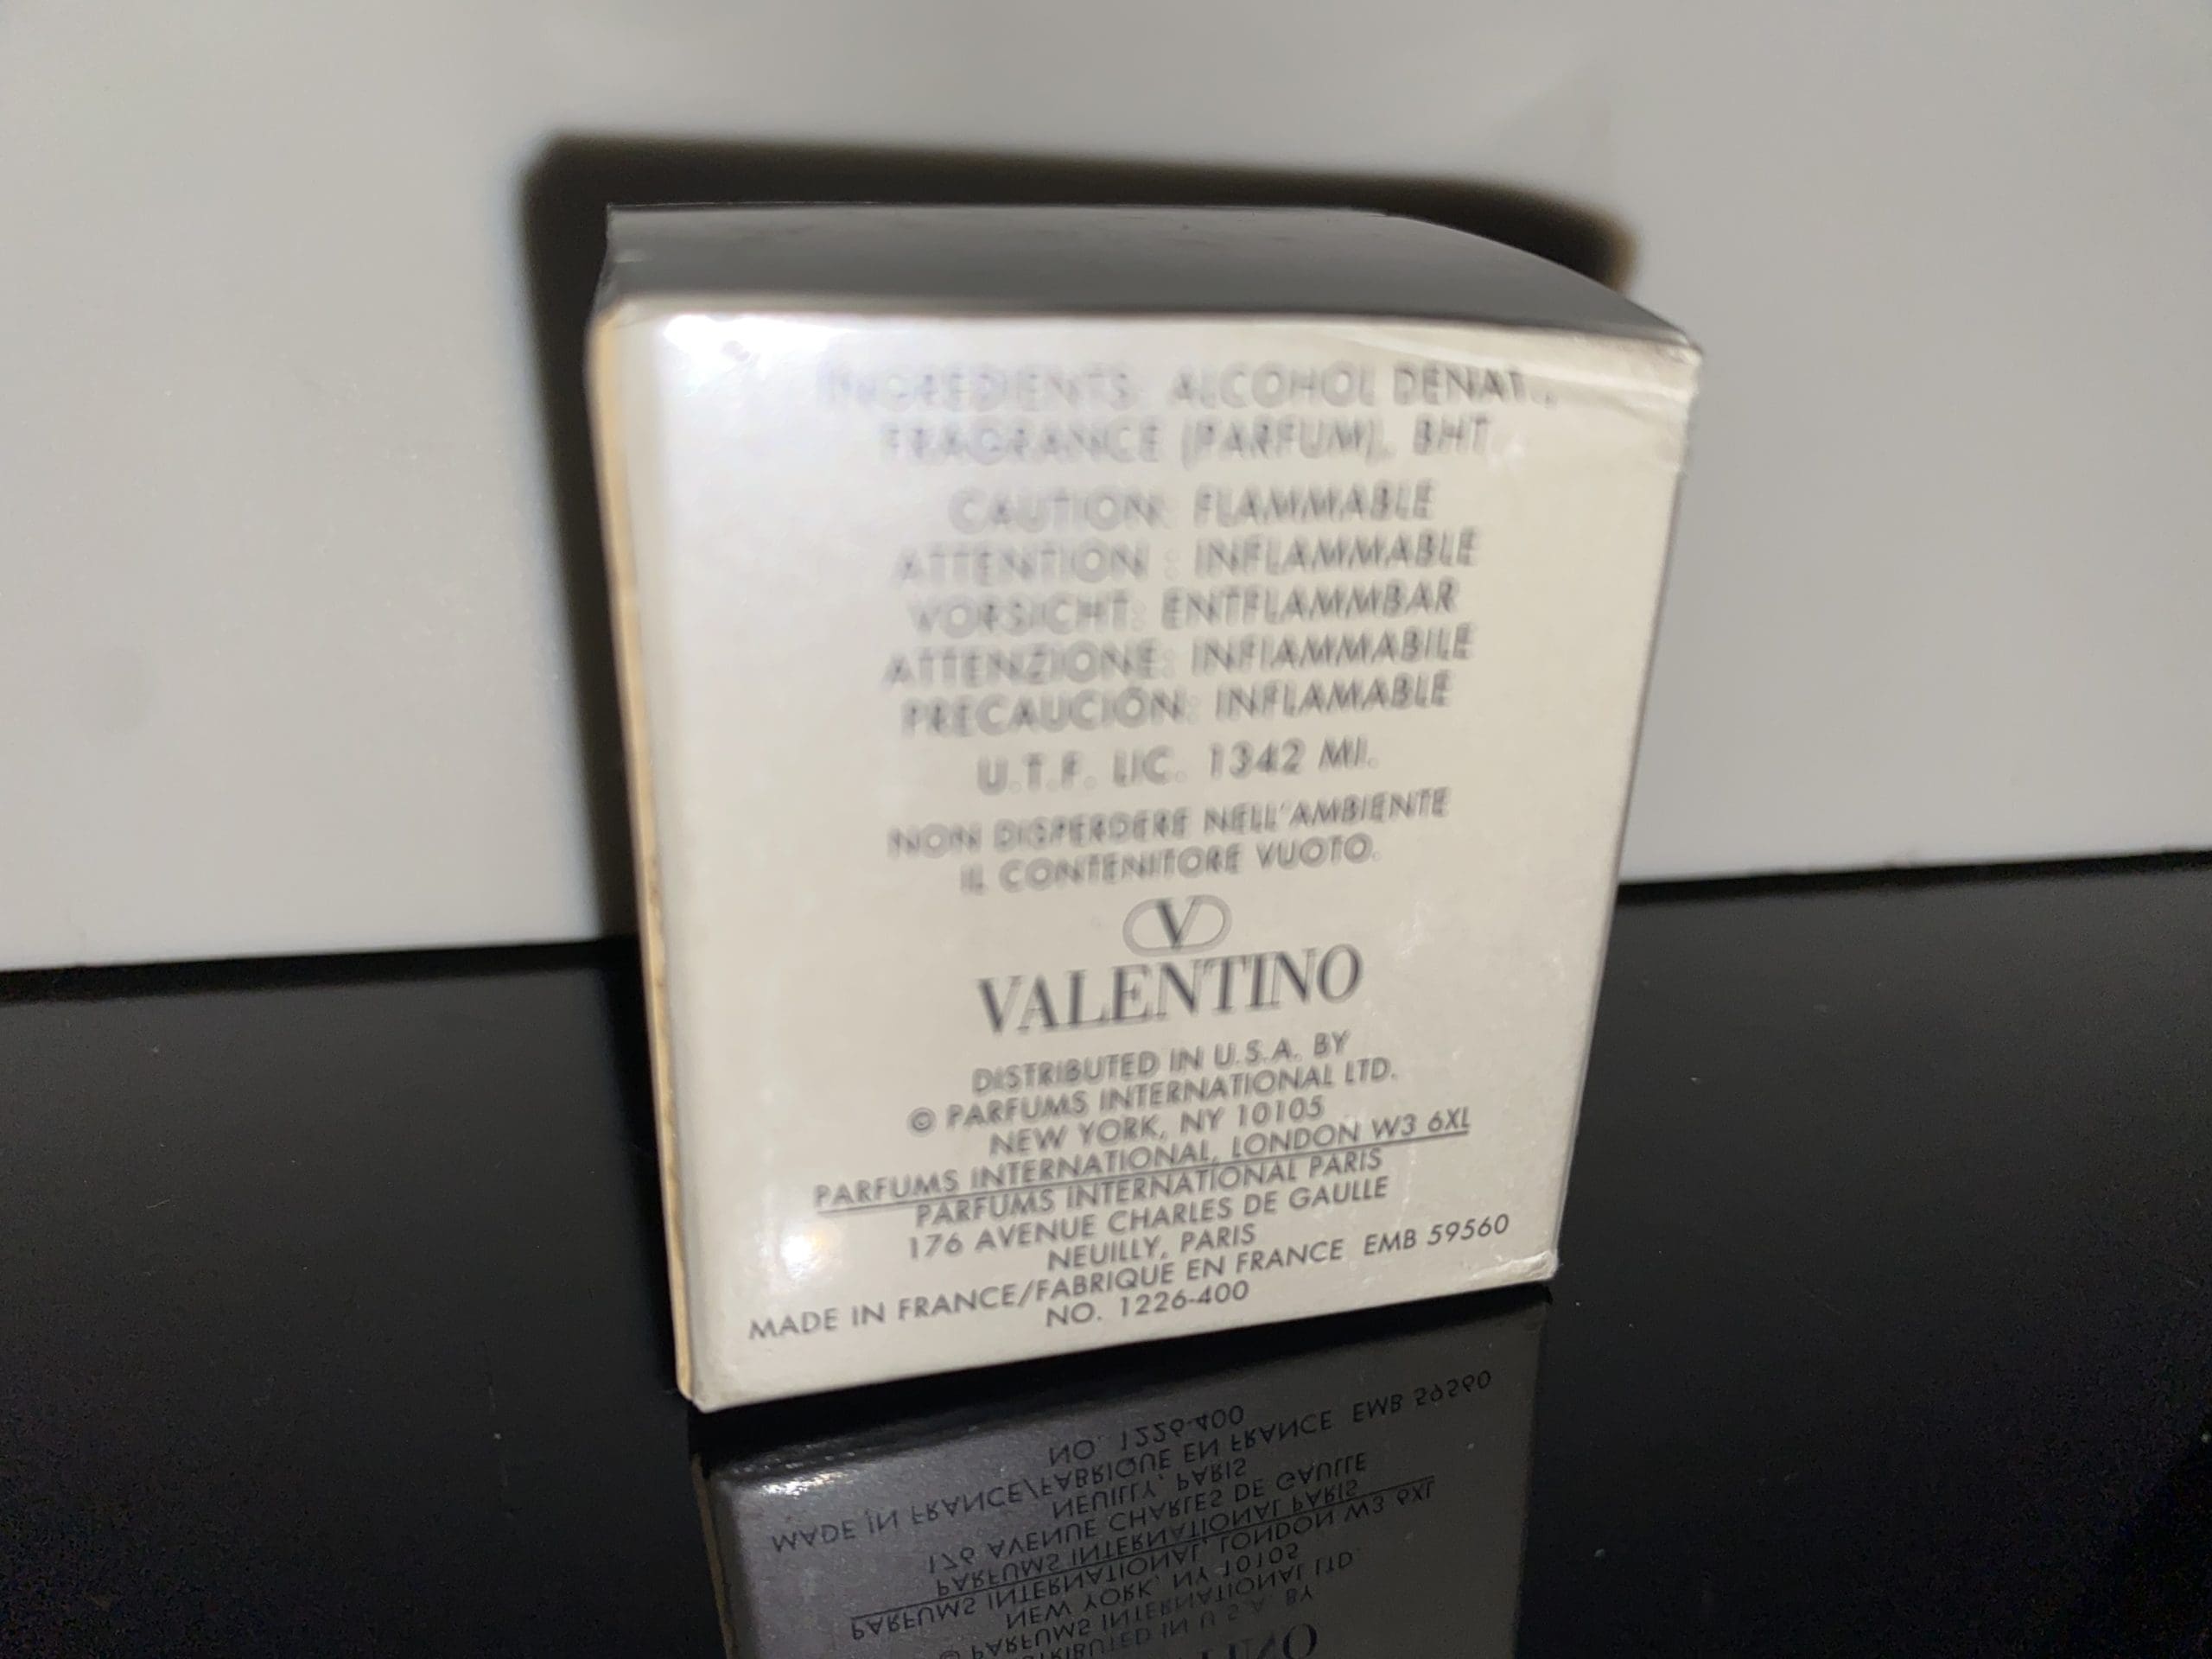 INGREDIENTS: ALCOHOL DENAT.,
FRAGRANCE (PARFUM), BHT.
CAUTION: FLAMMABLE
ATTENTION : INFLAMMABLE
VORSICHT: ENTFLAMMBAR
ATTENZIONE: INFIAMMABILE
PRECAUCIÓN: INFLAMABLE
U.T.F. LIC. 1342 MI.
NON DISPERDERE NELL'AMBIENTE
IL CONTENITORE VUOTO.
V
VALENTINO
DISTRIBUTED IN U.S.A. BY
© PARFUMS INTERNATIONAL LTD.
NEW YORK, NY 10105
PARFUMS INTERNATIONAL, LONDON W3 6XL
PARFUMS INTERNATIONAL PARIS
176 AVENUE CHARLES DE GAULLE
NEUILLY, PARIS
MADE IN FRANCE/FABRIQUE EN FRANCE EMB 59560
NO. 1226-400